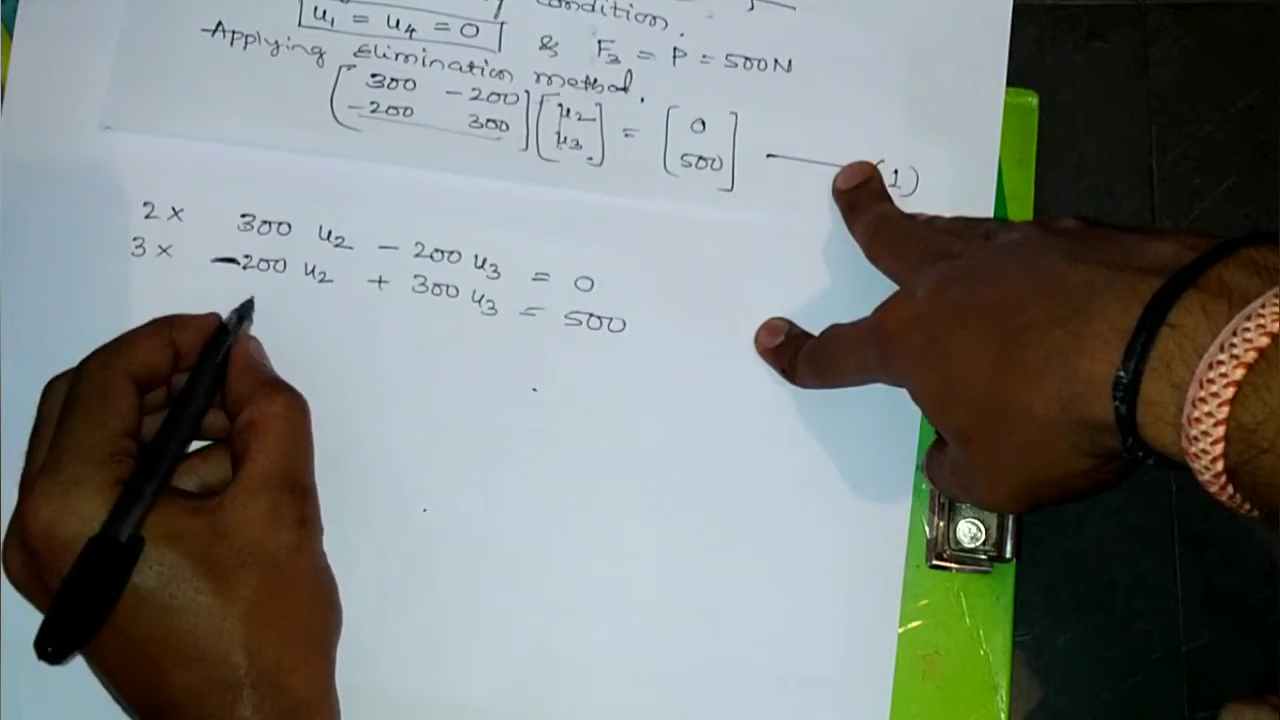 condition.
u₁ = u₄ = 0 & F₃ = P = 500N
Applying Elimination method.
[300 -200
-200 300] [u₂
u₃] = [0
500] — (1)
2 × 300 u₂ - 200 u₃ = 0
3 × -200 u₂ + 300 u₃ = 500